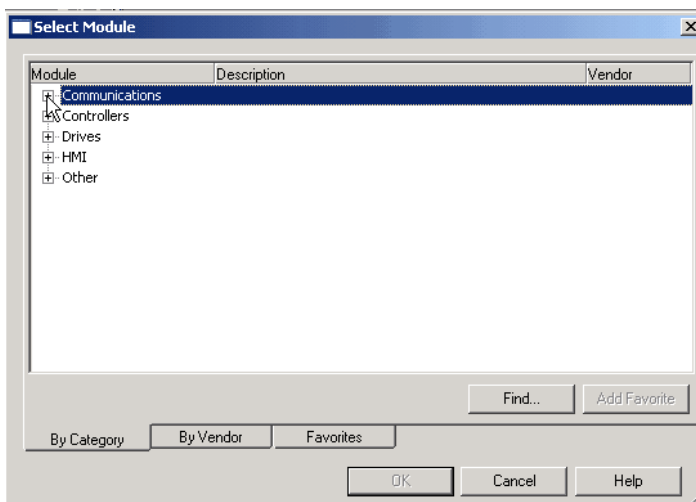 Select Module
Module Description Vendor
Communications
Controllers
Drives
HMI
Other
Find... Add Favorite
By Category By Vendor Favorites
OK Cancel Help